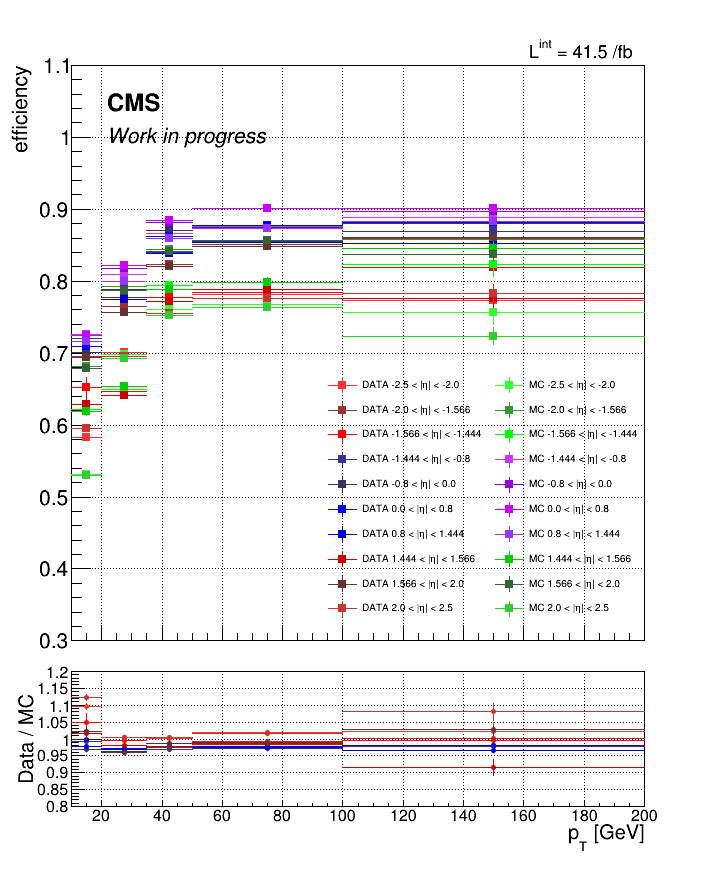 L^int = 41.5 /fb
efficiency
CMS
Work in progress
1.1
1
0.9
0.8
0.7
0.6
0.5
0.4
0.3
DATA -2.5 < |η| < -2.0 MC -2.5 < |η| < -2.0
DATA -2.0 < |η| < -1.566 MC -2.0 < |η| < -1.566
DATA -1.566 < |η| < -1.444 MC -1.566 < |η| < -1.444
DATA -1.444 < |η| < -0.8 MC -1.444 < |η| < -0.8
DATA -0.8 < |η| < 0.0 MC -0.8 < |η| < 0.0
DATA 0.0 < |η| < 0.8 MC 0.0 < |η| < 0.8
DATA 0.8 < |η| < 1.444 MC 0.8 < |η| < 1.444
DATA 1.444 < |η| < 1.566 MC 1.444 < |η| < 1.566
DATA 1.566 < |η| < 2.0 MC 1.566 < |η| < 2.0
DATA 2.0 < |η| < 2.5 MC 2.0 < |η| < 2.5
Data / MC
1.2
1.15
1.1
1.05
1
0.95
0.9
0.85
0.8
20 40 60 80 100 120 140 160 180 200
p_T [GeV]